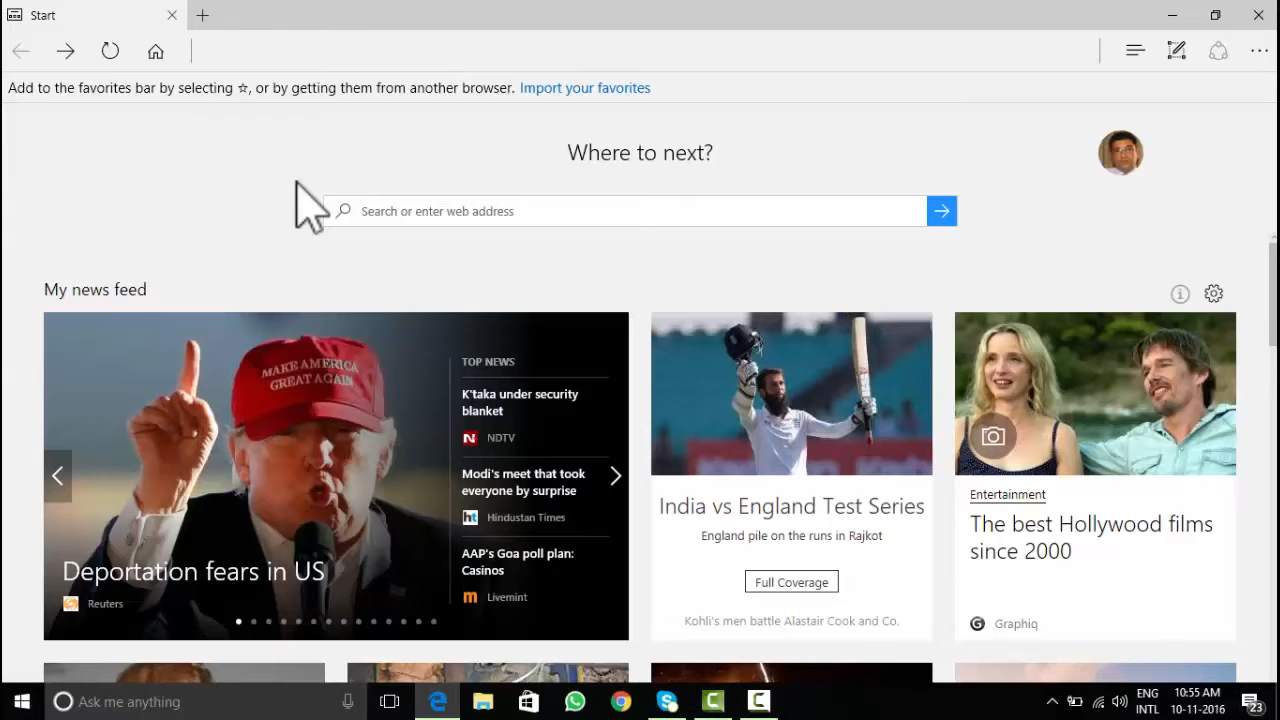 Start
Add to the favorites bar by selecting ☆, or by getting them from another browser. Import your favorites
Where to next?
Search or enter web address
My news feed
MAKE AMERICA
GREAT AGAIN
Deportation fears in US
Reuters
TOP NEWS
K'taka under security
blanket
N NDTV
Modi's meet that took
everyone by surprise
ht Hindustan Times
AAP's Goa poll plan:
Casinos
m Livemint
India vs England Test Series
England pile on the runs in Rajkot
Full Coverage
Kohli's men battle Alastair Cook and Co.
Entertainment
The best Hollywood films
since 2000
G Graphiq
Ask me anything
ENG
INTL
10:55 AM
10-11-2016
23